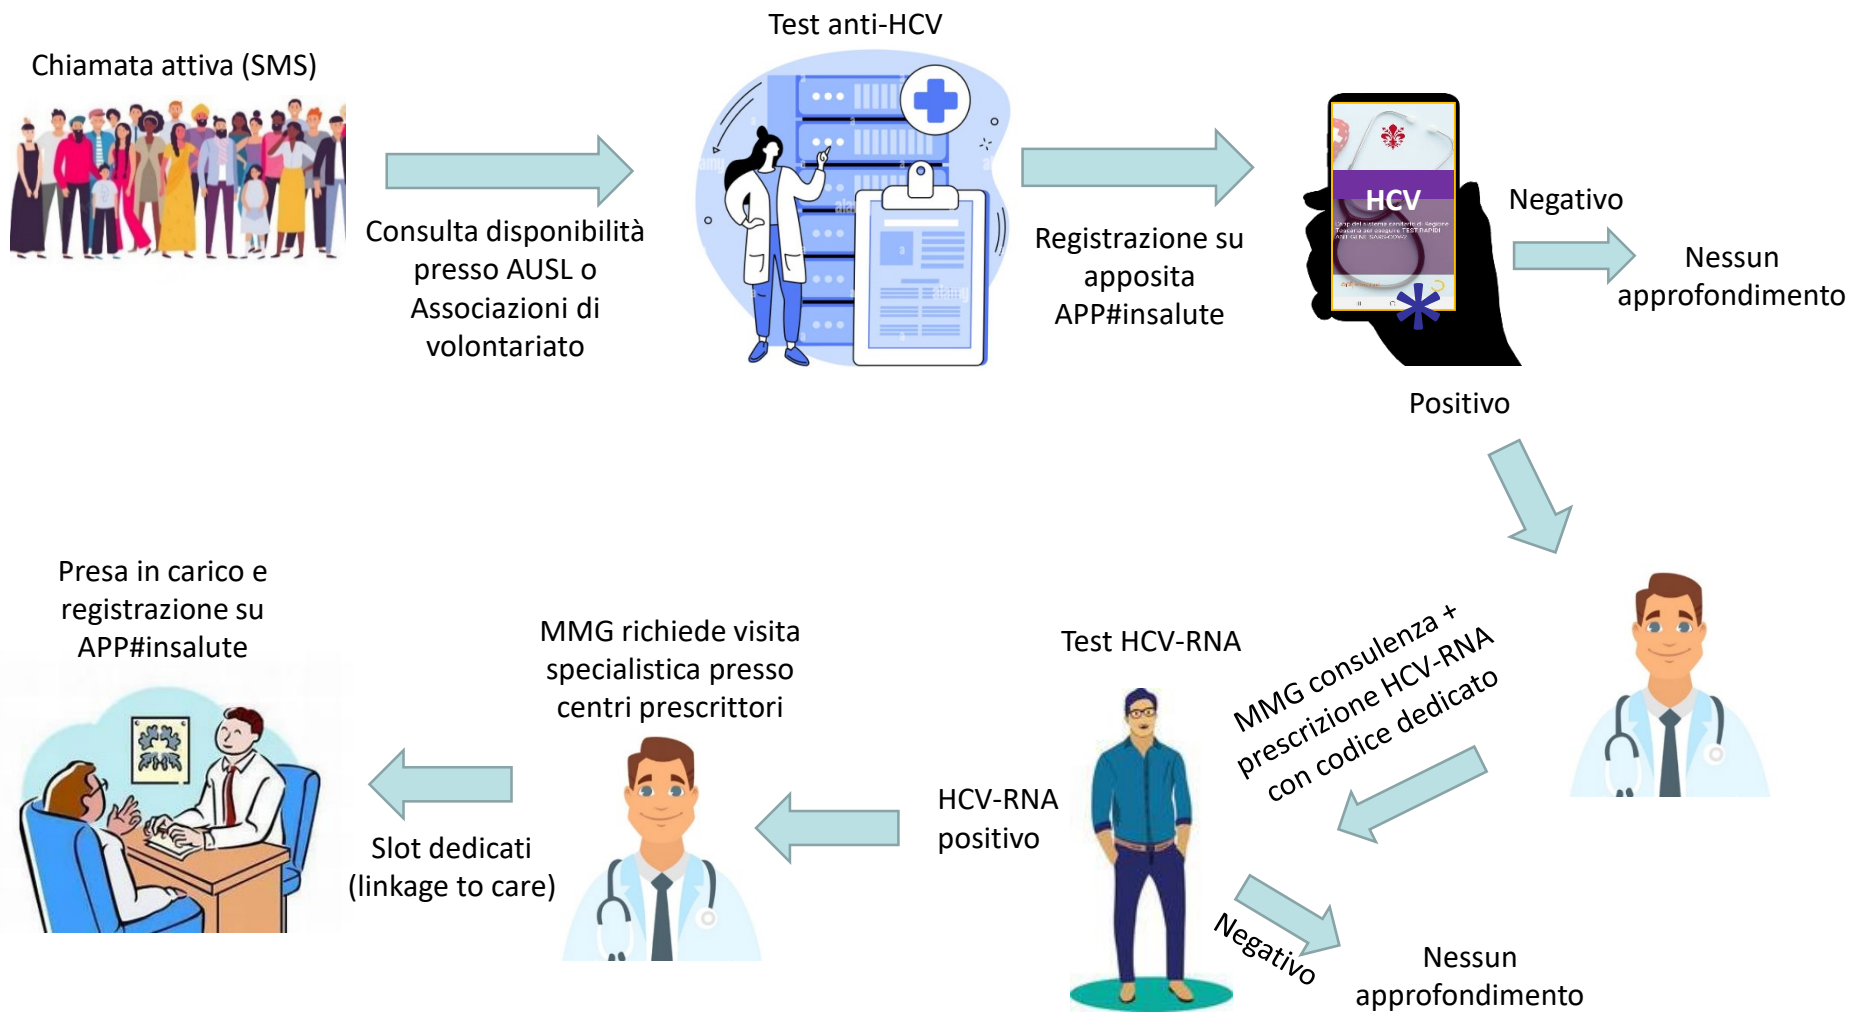 Test anti-HCV
Chiamata attiva (SMS)
Consulta disponibilità
presso AUSL o
Associazioni di
volontariato
Registrazione su
apposita
APP#insalute
HCV
Negativo
Nessun
approfondimento
Positivo
MMG consulenza +
prescrizione HCV-RNA
con codice dedicato
Test HCV-RNA
Negativo
Nessun
approfondimento
HCV-RNA
positivo
MMG richiede visita
specialistica presso
centri prescrittori
Slot dedicati
(linkage to care)
Presa in carico e
registrazione su
APP#insalute